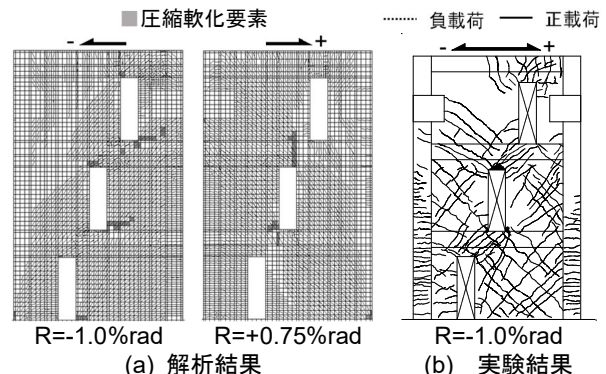 圧縮軟化要素
負載荷 正載荷
- +
- +
R=-1.0%rad R=+0.75%rad R=-1.0%rad
(a) 解析結果 (b) 実験結果